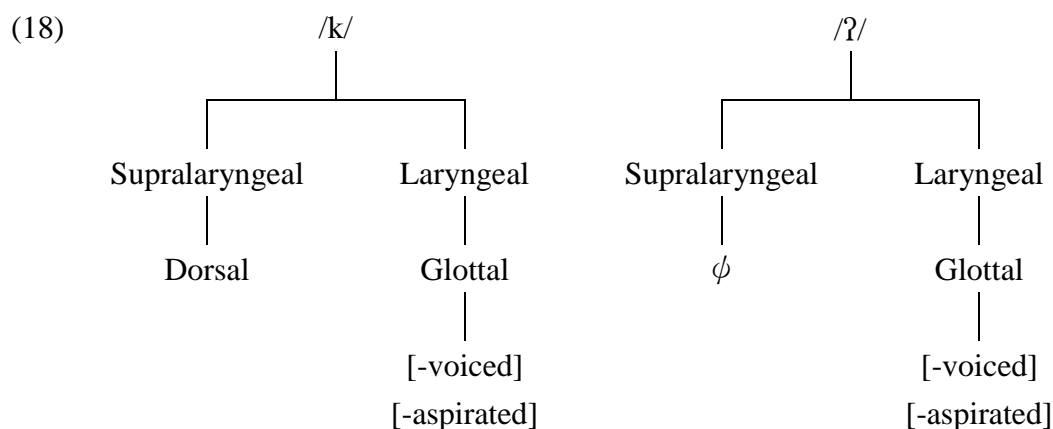 (18) /k/ /ʔ/
Supralaryngeal Laryngeal Supralaryngeal Laryngeal
Dorsal Glottal ϕ Glottal
[-voiced] [-voiced]
[-aspirated] [-aspirated]